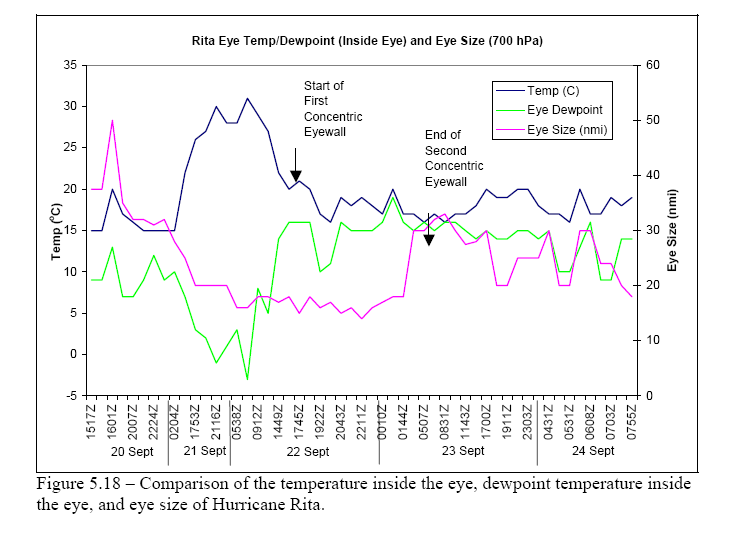 Rita Eye Temp/Dewpoint (Inside Eye) and Eye Size (700 hPa)
35
30
25
20
15
10
5
0
-5
Temp (°C)
60
50
40
30
20
10
0
Eye Size (nmi)
Start of
First
Concentric
Eyewall
End of
Second
Concentric
Eyewall
Temp (C)
Eye Dewpoint
Eye Size (nmi)
1517Z
1601Z
2007Z
2224Z
0204Z
1753Z
2116Z
0538Z
0912Z
1449Z
1745Z
1922Z
2043Z
2212Z
0010Z
0144Z
0507Z
0831Z
1143Z
1700Z
1911Z
2303Z
0431Z
0531Z
0608Z
0703Z
0755Z
20 Sept
21 Sept
22 Sept
23 Sept
24 Sept
Figure 5.18 – Comparison of the temperature inside the eye, dewpoint temperature inside
the eye, and eye size of Hurricane Rita.